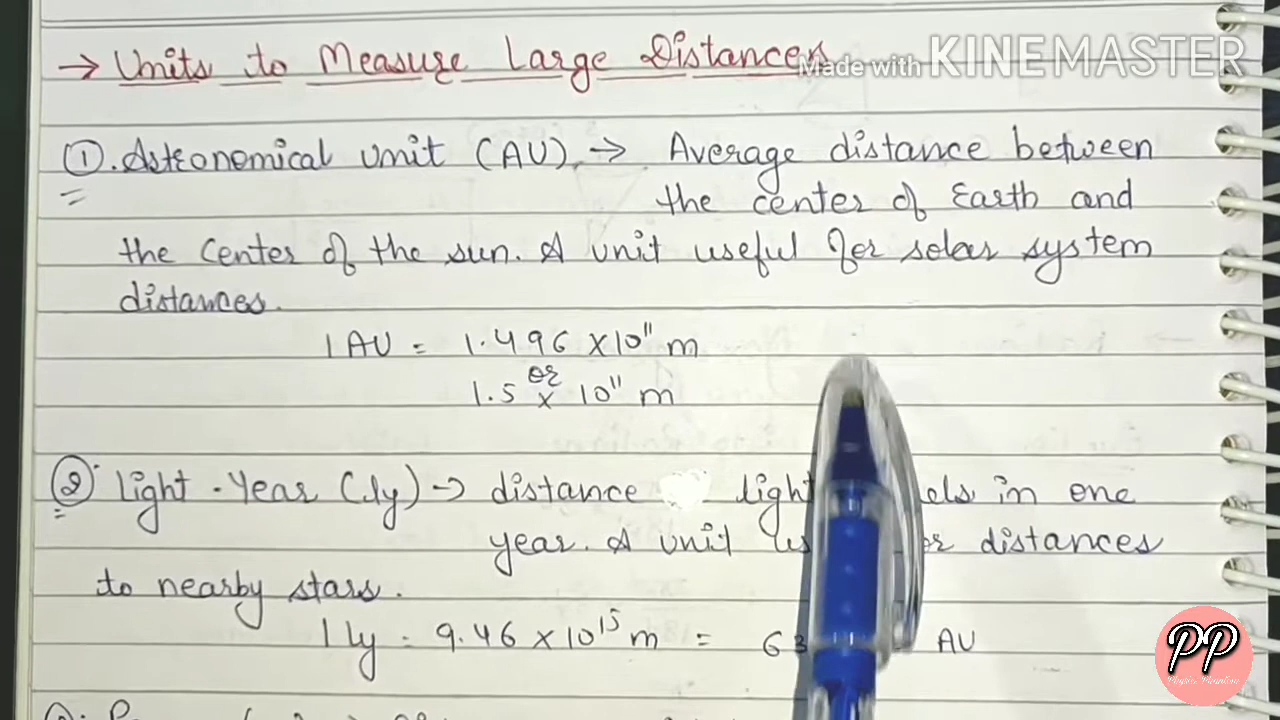 → Units to Measure Large Distances
Made with KINEMASTER
①. Astronomical Unit (AU) → Average distance between
the center of Earth and
the center of the sun. A unit useful for solar system
distances.
1 AU = 1.496 × 10¹¹ m
or
1.5 × 10¹¹ m
②. Light-Year (ly) → distance light in one
year. A unit distances
to nearby stars.
1 ly = 9.46 × 10¹⁵ m = 63 AU
PP